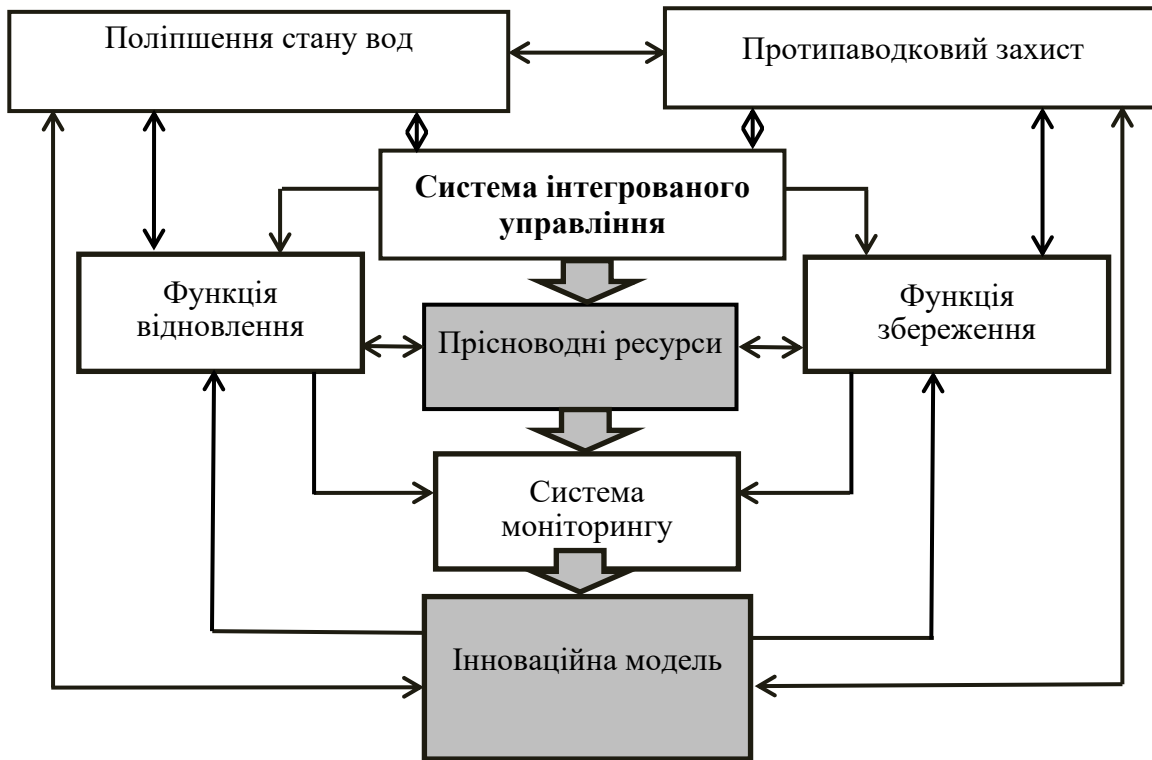 Поліпшення стану вод
Протипаводковий захист
Система інтегрованого
управління
Функція
відновлення
Прісноводні ресурси
Функція
збереження
Система
моніторингу
Інноваційна модель